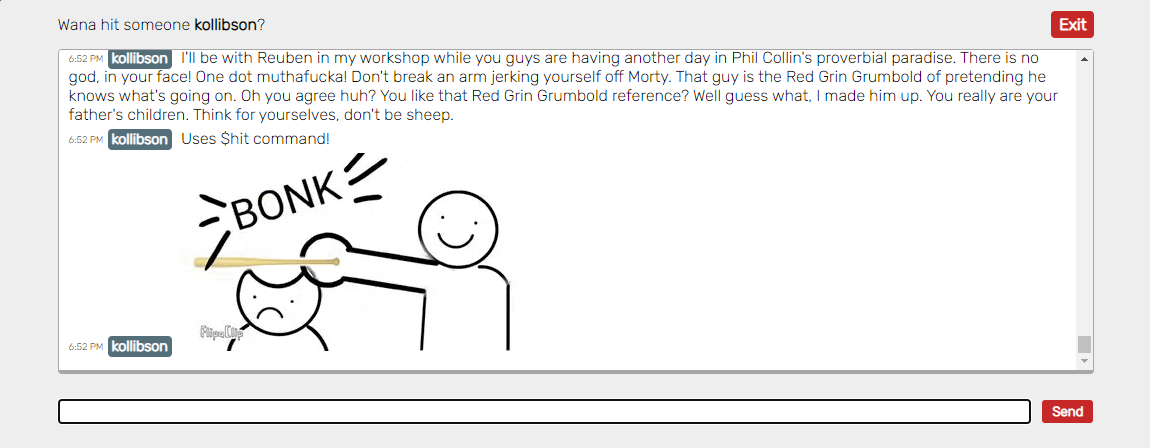 Wana hit someone kollibson?
Exit
6:52 PM kollibson I'll be with Reuben in my workshop while you guys are having another day in Phil Collin's proverbial paradise. There is no
god, in your face! One dot muthafucka! Don't break an arm jerking yourself off Morty. That guy is the Red Grin Grumbold of pretending he
knows what's going on. Oh you agree huh? You like that Red Grin Grumbold reference? Well guess what, I made him up. You really are your
father's children. Think for yourselves, don't be sheep.
6:52 PM kollibson Uses $hit command!
BONK
FlipaClip
6:52 PM kollibson
Send